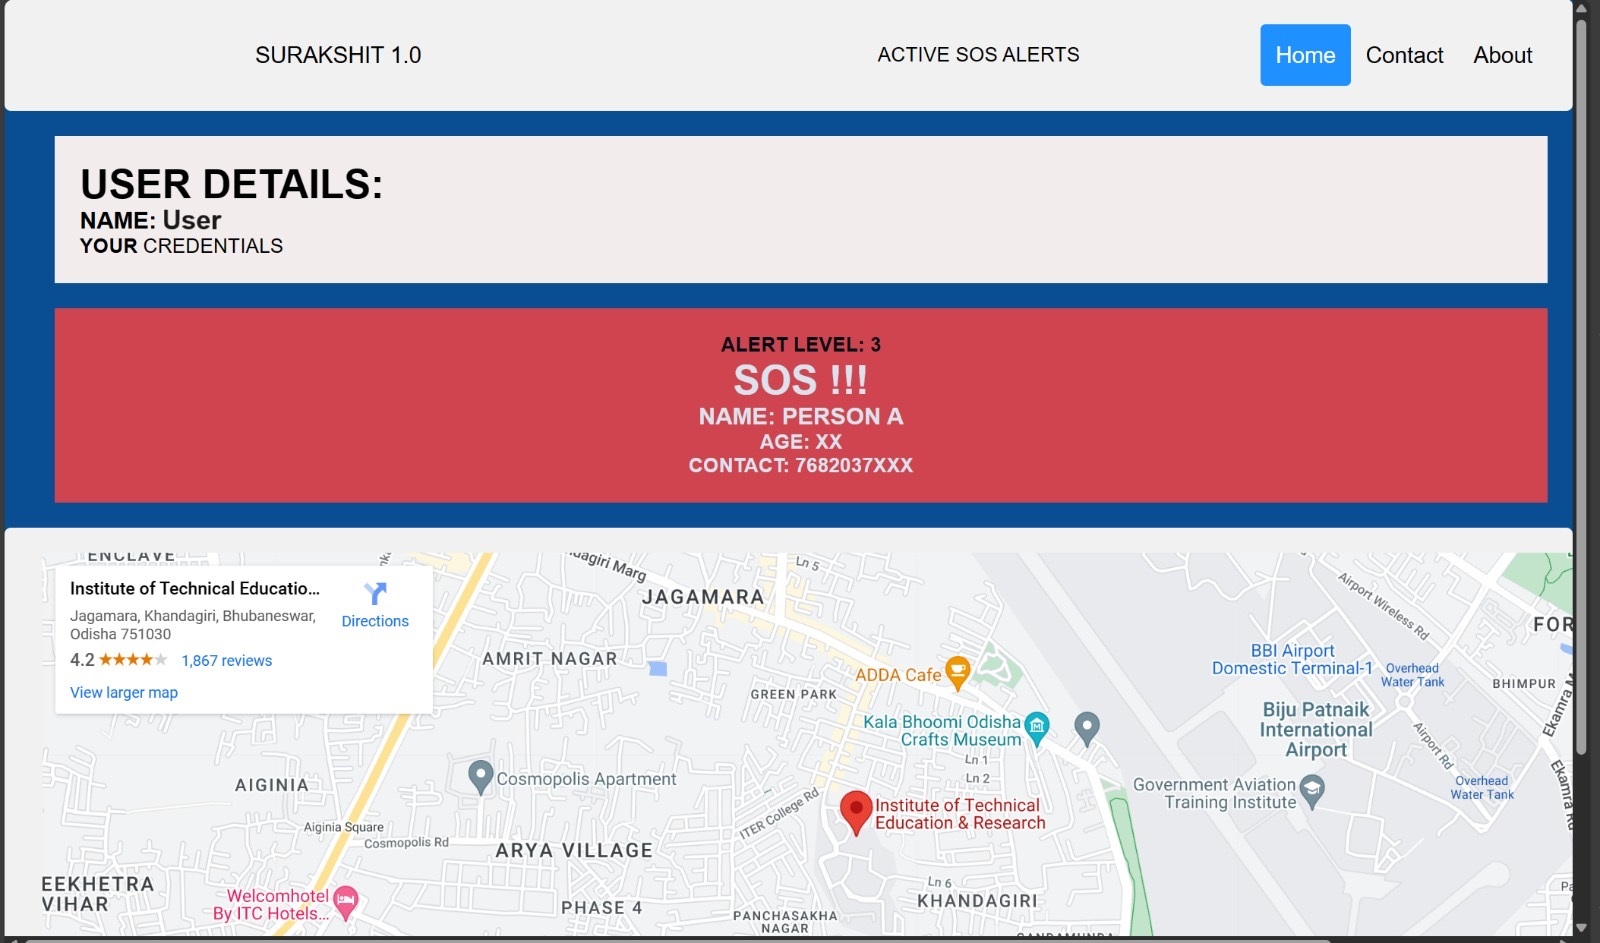 SURAKSHIT 1.0
ACTIVE SOS ALERTS
Home
Contact
About
USER DETAILS:
NAME: User
YOUR CREDENTIALS
ALERT LEVEL: 3
SOS !!!
NAME: PERSON A
AGE: XX
CONTACT: 7682037XXX
ENCLAVE
Institute of Technical Educatio...
Jagamara, Khandagiri, Bhubaneswar,
Odisha 751030
4.2
1,867 reviews
View larger map
Directions
dagiri Marg
Ln 5
JAGAMARA
AMRIT NAGAR
GREEN PARK
ADDA Cafe
Kala Bhoomi Odisha
Crafts Museum
Ln 1
Ln 2
Airport Wireless Rd
FOR
BBI Airport
Domestic Terminal-1
Overhead
Water Tank
BHIMPUR
Biju Patnaik
International
Airport
Airport Rd
Ekamra
Ekamra Rd
Overhead
Water Tank
Government Aviation
Training Institute
Cosmopolis Apartment
AIGINIA
Aiginia Square
Cosmopolis Rd
ITER College Rd
Institute of Technical
Education & Research
ARYA VILLAGE
EEKHETRA
VIHAR
Welcomhotel
By ITC Hotels...
PHASE 4
PANCHASAKHA
NAGAR
Ln 6
KHANDAGIRI
Pa